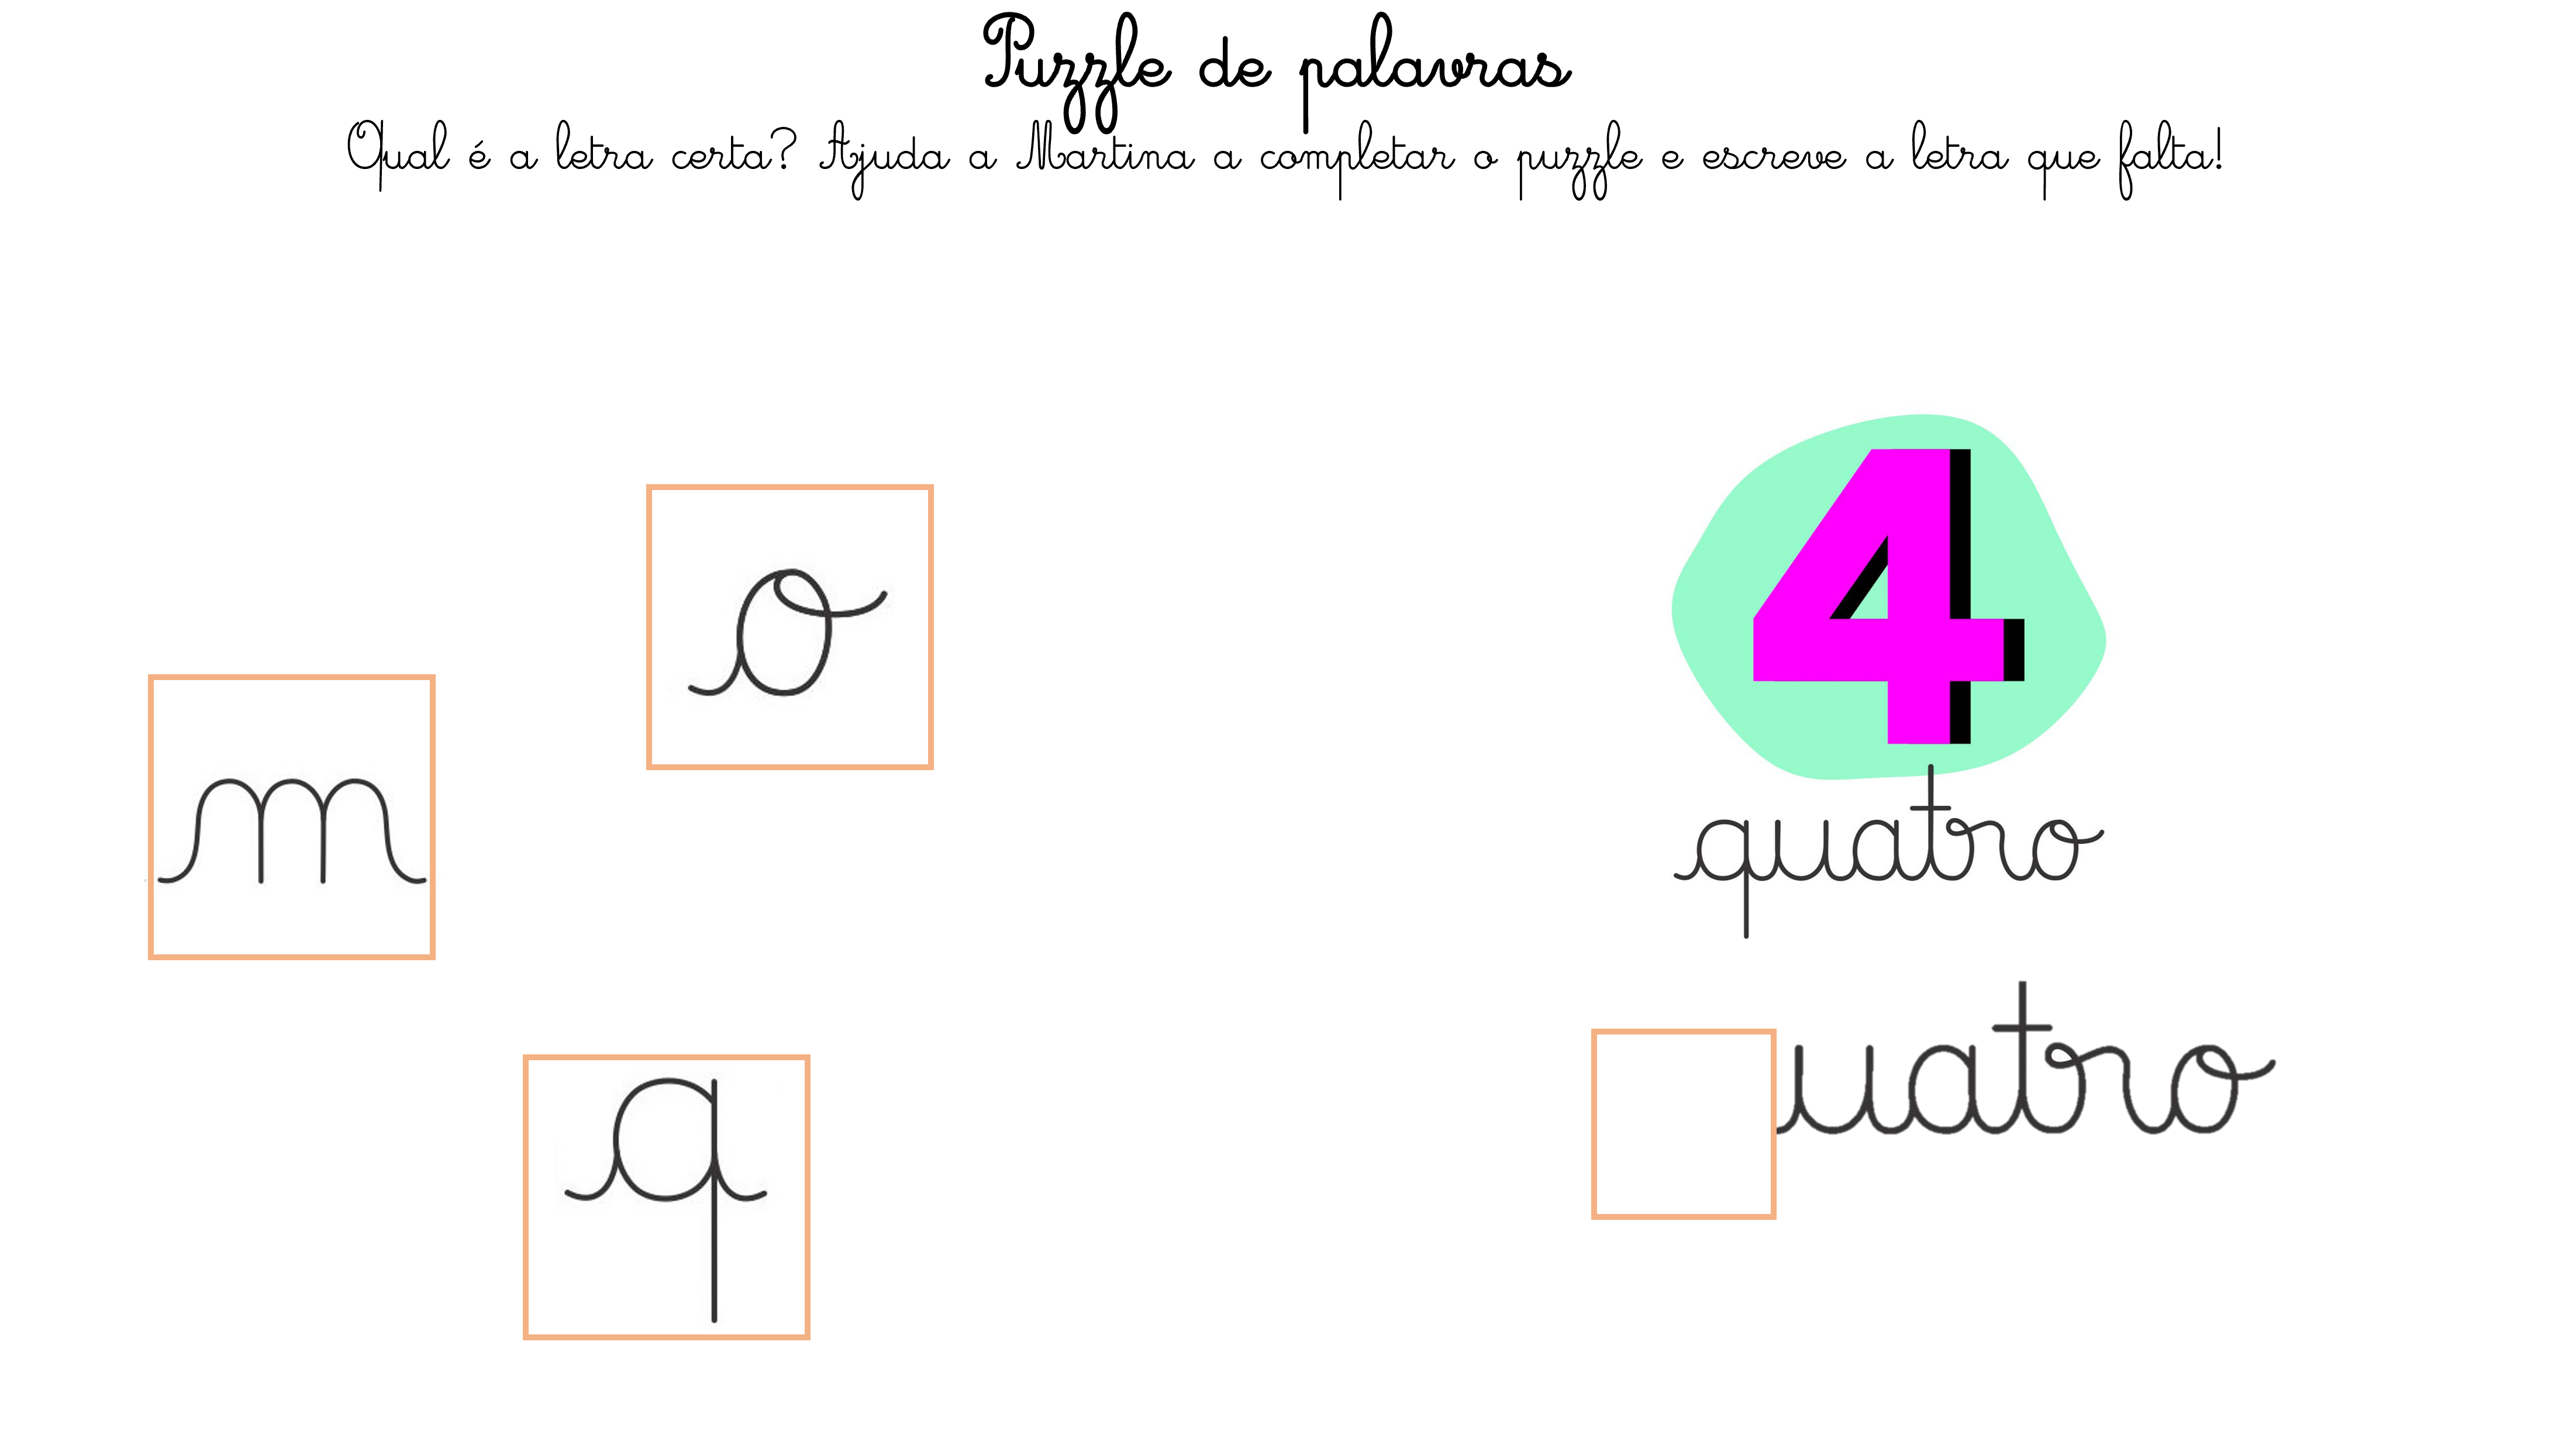 Puzzle de palavras
Qual é a letra certa? Ajuda a Martina a completar o puzzle e escreve a letra que falta!
o
m
q
4
quatro
uatro